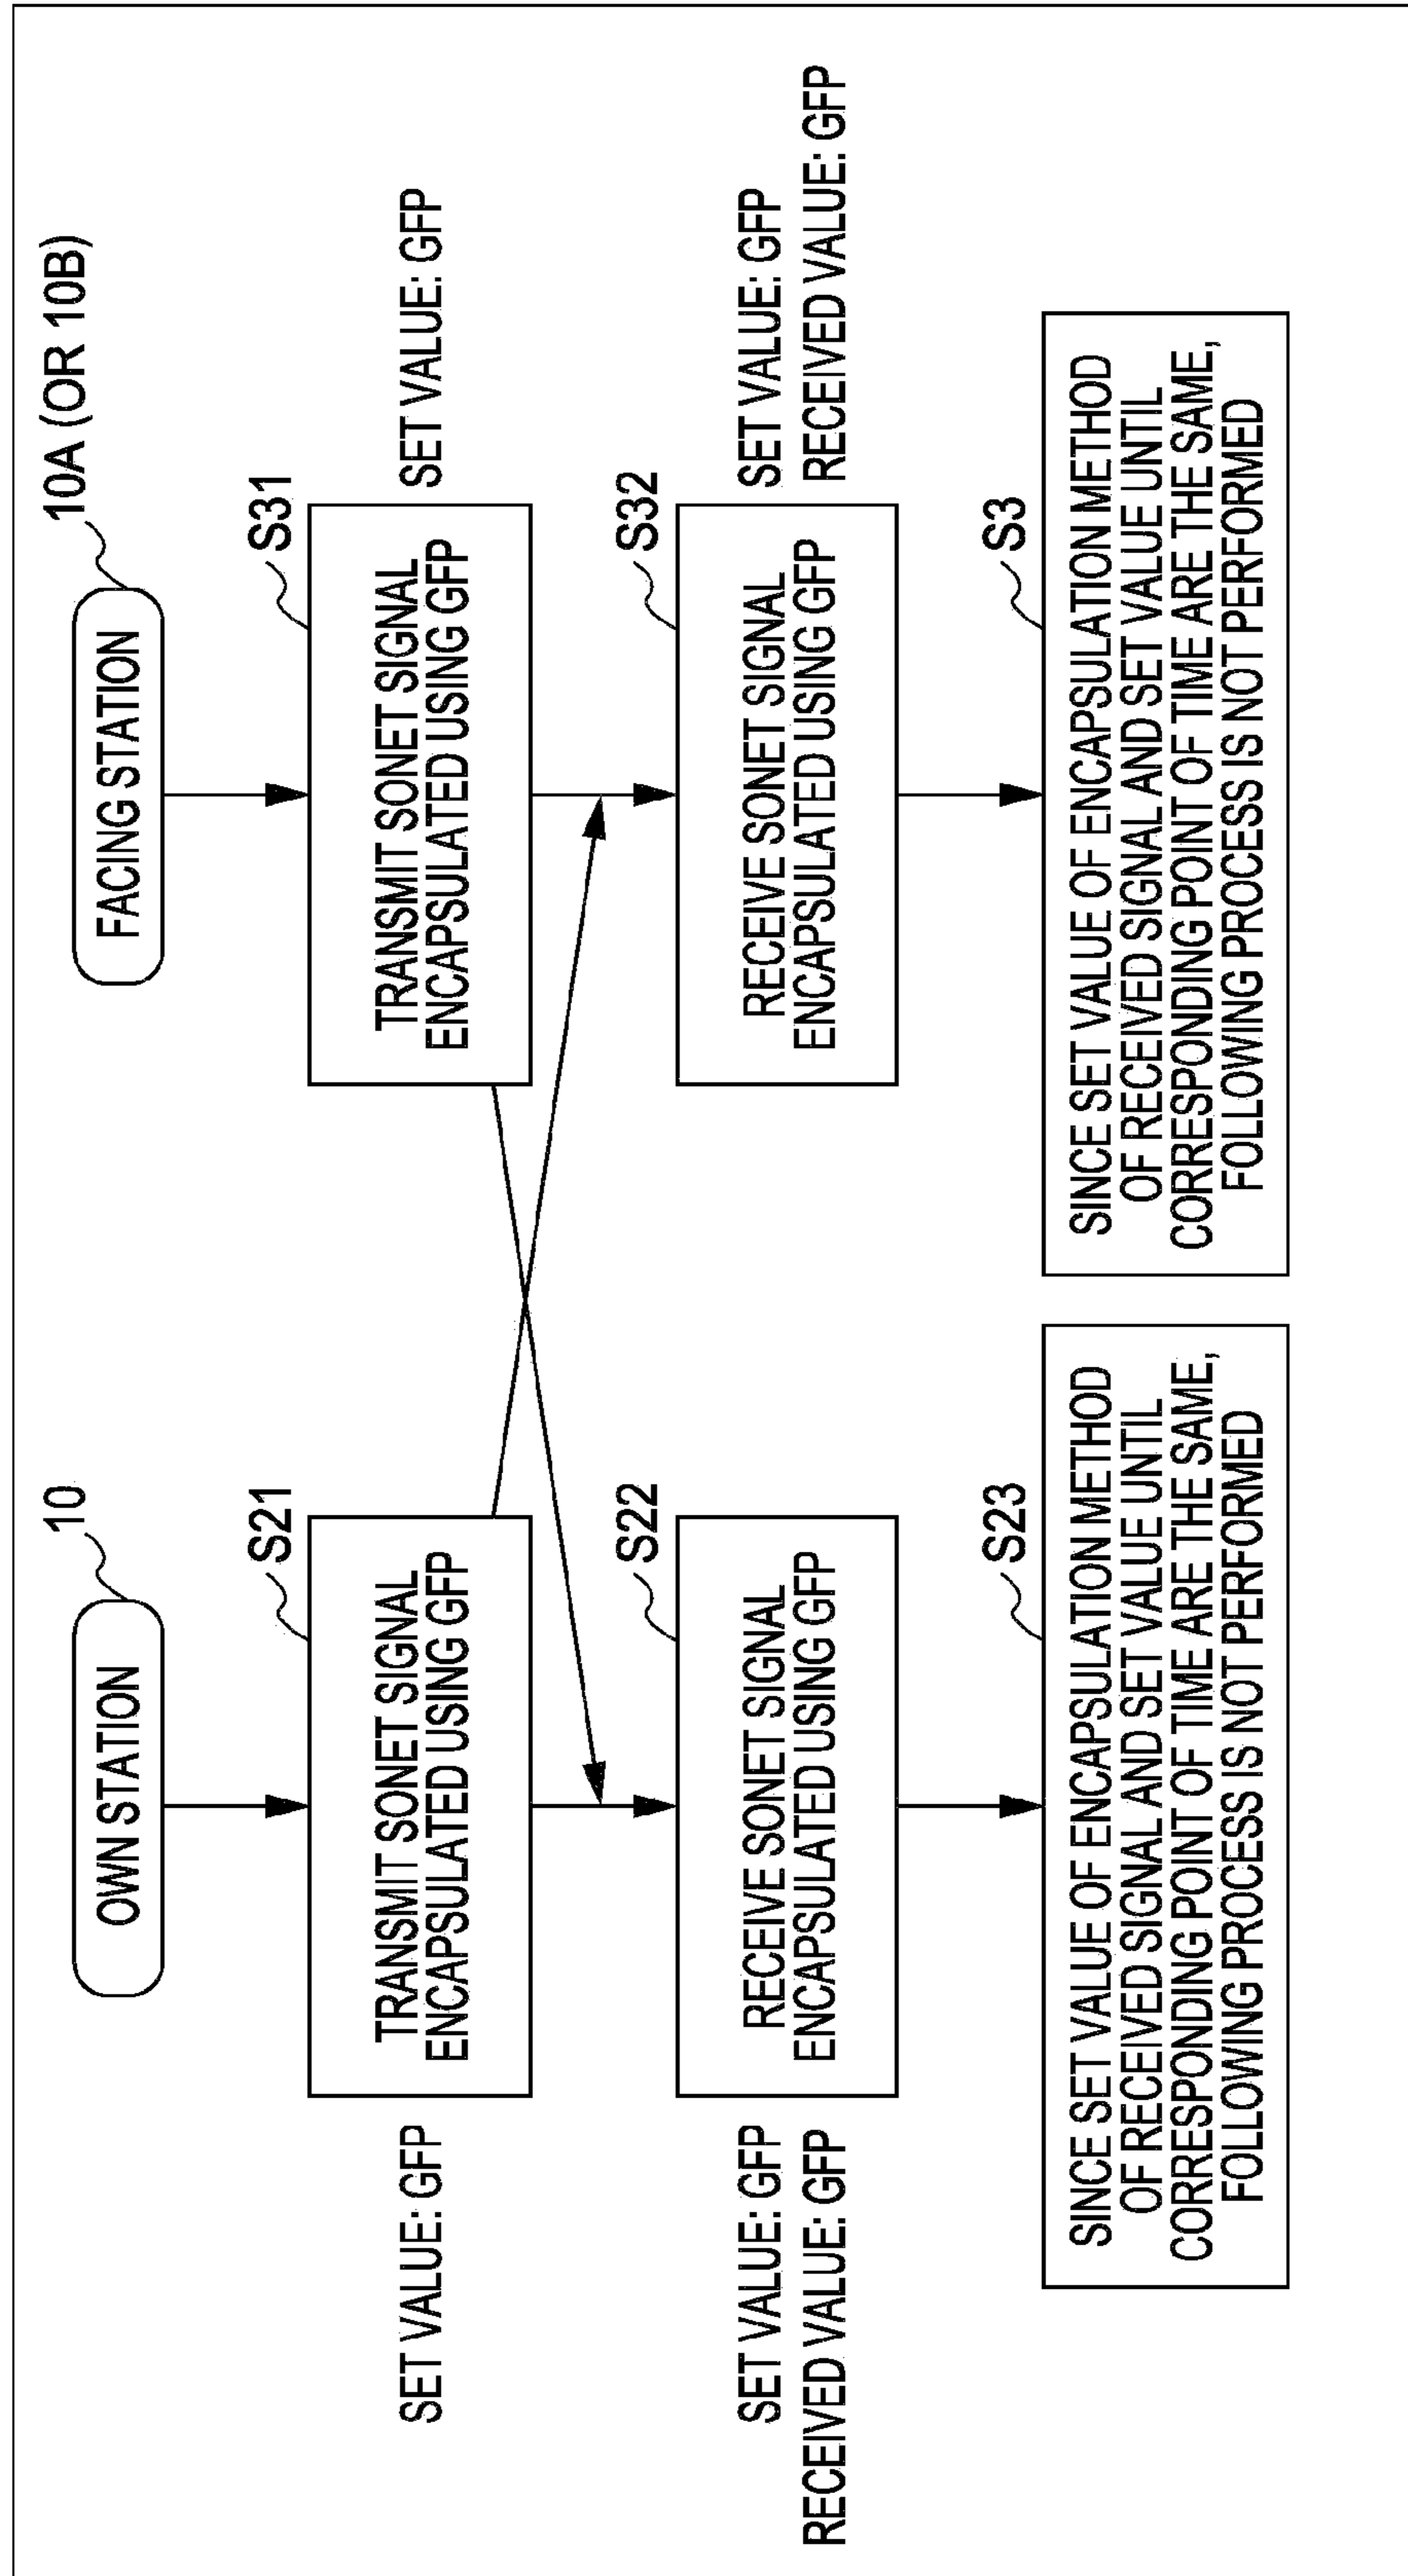 OWN STATION
10
SET VALUE: GFP
S21
TRANSMIT SONET SIGNAL
ENCAPSULATED USING GFP
SET VALUE: GFP
RECEIVED VALUE: GFP
S22
RECEIVE SONET SIGNAL
ENCAPSULATED USING GFP
S23
SINCE SET VALUE OF ENCAPSULATION METHOD
OF RECEIVED SIGNAL AND SET VALUE UNTIL
CORRESPONDING POINT OF TIME ARE THE SAME,
FOLLOWING PROCESS IS NOT PERFORMED
FACING STATION
10A (OR 10B)
S31
TRANSMIT SONET SIGNAL
ENCAPSULATED USING GFP
SET VALUE: GFP
S32
RECEIVE SONET SIGNAL
ENCAPSULATED USING GFP
SET VALUE: GFP
RECEIVED VALUE: GFP
S3
SINCE SET VALUE OF ENCAPSULATION METHOD
OF RECEIVED SIGNAL AND SET VALUE UNTIL
CORRESPONDING POINT OF TIME ARE THE SAME,
FOLLOWING PROCESS IS NOT PERFORMED